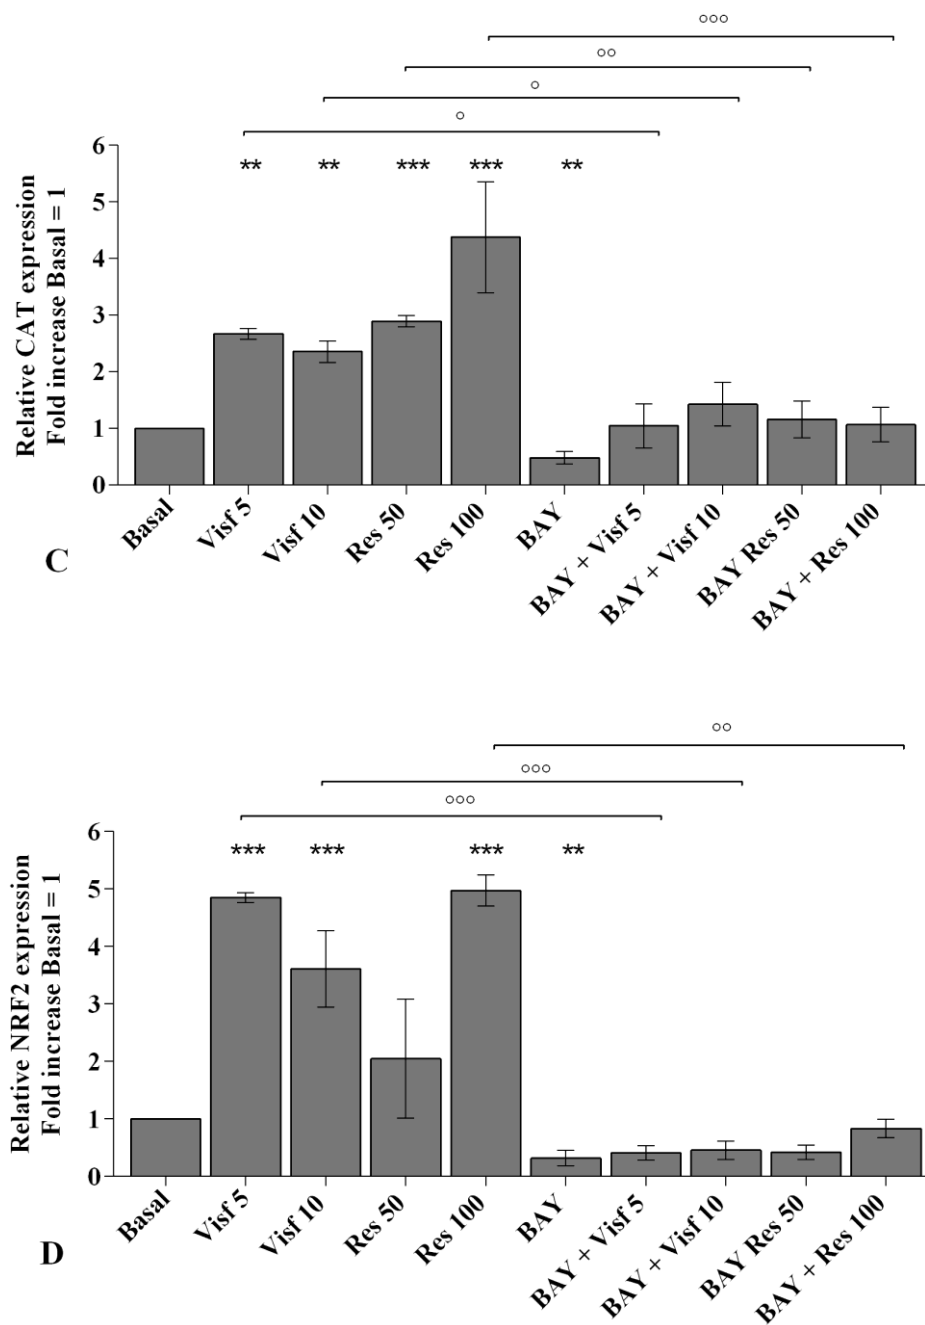 °°°
°°
°
°
** ** *** *** **
6
5
4
3
2
1
0
Relative CAT expression
Fold increase Basal = 1
Basal
Visf 5
Visf 10
Res 50
Res 100
BAY
BAY + Visf 5
BAY + Visf 10
BAY Res 50
BAY + Res 100
C
°°
°°°
°°°
*** *** *** **
6
5
4
3
2
1
0
Relative NRF2 expression
Fold increase Basal = 1
Basal
Visf 5
Visf 10
Res 50
Res 100
BAY
BAY + Visf 5
BAY + Visf 10
BAY Res 50
BAY + Res 100
D